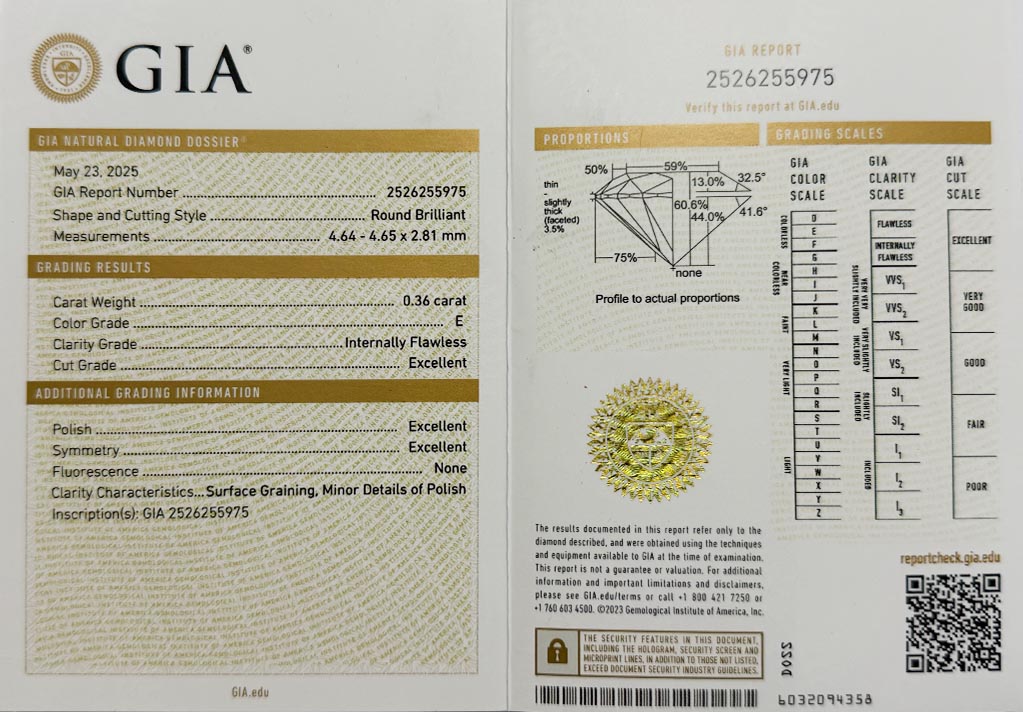 GIA®
GIA NATURAL DIAMOND DOSSIER®
May 23, 2025
GIA Report Number 2526255975
Shape and Cutting Style Round Brilliant
Measurements 4.64 - 4.65 x 2.81 mm
GRADING RESULTS
Carat Weight 0.36 carat
Color Grade E
Clarity Grade Internally Flawless
Cut Grade Excellent
ADDITIONAL GRADING INFORMATION
Polish Excellent
Symmetry Excellent
Fluorescence None
Clarity Characteristics...Surface Graining, Minor Details of Polish
Inscription(s): GIA 2526255975
GIA.edu
GIA REPORT
2526255975
Verify this report at GIA.edu
PROPORTIONS
50%
59%
13.0%
32.5°
thin
-
slightly
thick
(faceted)
3.5%
60.6%
44.0%
41.6°
75%
none
Profile to actual proportions
GRADING SCALES
GIA
COLOR
SCALE
COLORLESS
D
E
F
NEAR
COLORLESS
G
H
I
J
FAINT
K
L
M
VERY LIGHT
N
O
P
Q
R
LIGHT
S
T
U
V
W
X
Y
Z
GIA
CLARITY
SCALE
FLAWLESS
INTERNALLY
FLAWLESS
VERY VERY
SLIGHTLY INCLUDED
VVS1
VVS2
VERY SLIGHTLY
INCLUDED
VS1
VS2
SLIGHTLY
INCLUDED
SI1
SI2
INCLUDED
I1
I2
I3
GIA
CUT
SCALE
EXCELLENT
VERY
GOOD
GOOD
FAIR
POOR
The results documented in this report refer only to the
diamond described, and were obtained using the techniques
and equipment available to GIA at the time of examination.
This report is not a guarantee or valuation. For additional
information and important limitations and disclaimers,
please see GIA.edu/terms or call +1 800 421 7250 or
+1 760 603 4500. ©2023 Gemological Institute of America, Inc.
THE SECURITY FEATURES IN THIS DOCUMENT,
INCLUDING THE HOLOGRAM, SECURITY SCREEN AND
MICROPRINT LINES, IN ADDITION TO THOSE NOT LISTED,
EXCEED DOCUMENT SECURITY INDUSTRY GUIDELINES.
reportcheck.gia.edu
6032094358